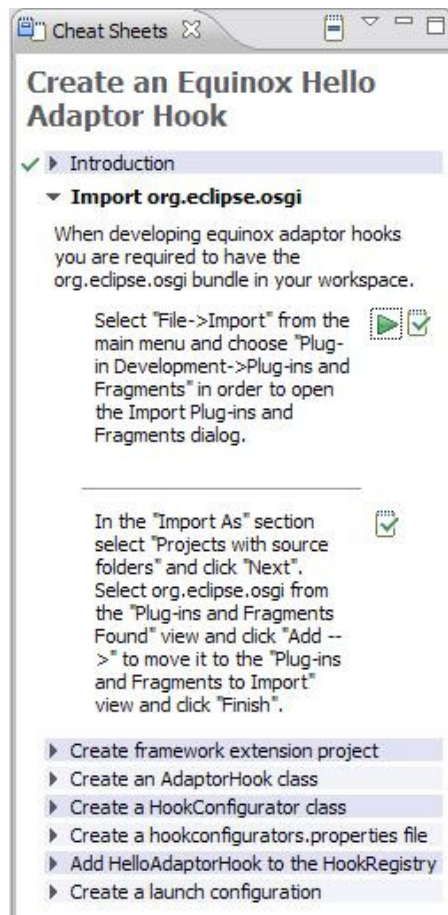 Cheat Sheets
Create an Equinox Hello
Adaptor Hook
Introduction
Import org.eclipse.osgi
When developing equinox adaptor hooks
you are required to have the
org.eclipse.osgi bundle in your workspace.
Select "File->Import" from the
main menu and choose "Plug-
in Development->Plug-ins and
Fragments" in order to open
the Import Plug-ins and
Fragments dialog.
In the "Import As" section
select "Projects with source
folders" and click "Next".
Select org.eclipse.osgi from
the "Plug-ins and Fragments
Found" view and click "Add --
>" to move it to the "Plug-ins
and Fragments to Import"
view and click "Finish".
Create framework extension project
Create an AdaptorHook class
Create a HookConfigurator class
Create a hookconfigurators.properties file
Add HelloAdaptorHook to the HookRegistry
Create a launch configuration